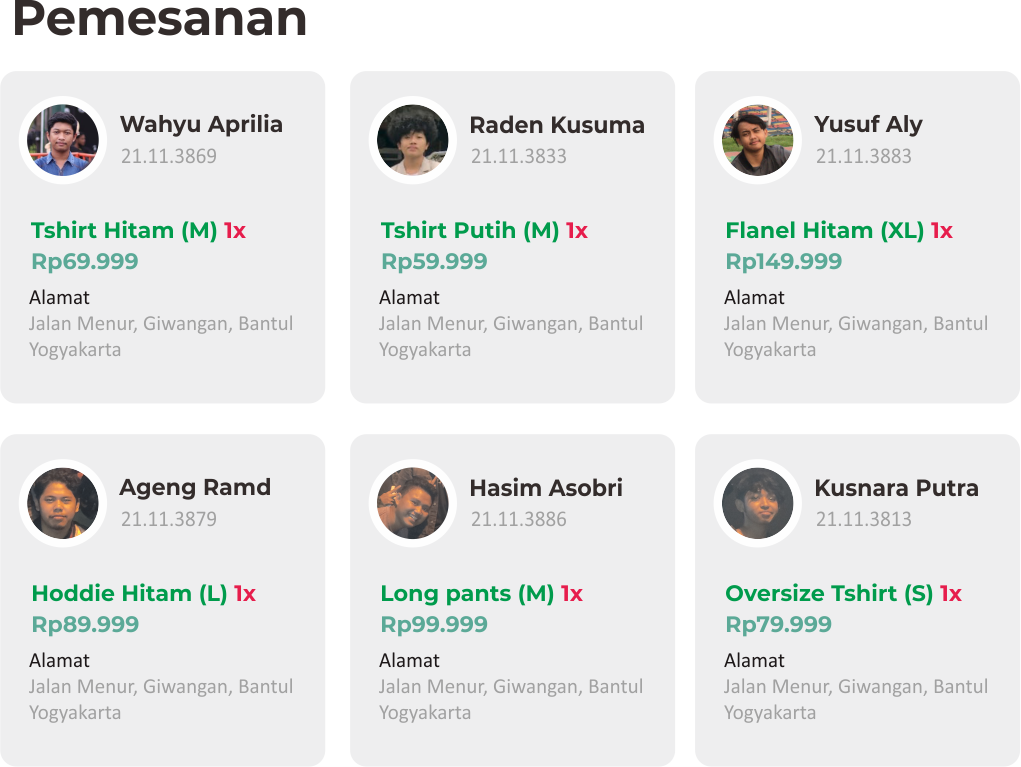 Pemesanan
Wahyu Aprilia
21.11.3869
Tshirt Hitam (M) 1x
Rp69.999
Alamat
Jalan Menur, Giwangan, Bantul
Yogyakarta
Raden Kusuma
21.11.3833
Tshirt Putih (M) 1x
Rp59.999
Alamat
Jalan Menur, Giwangan, Bantul
Yogyakarta
Yusuf Aly
21.11.3883
Flanel Hitam (XL) 1x
Rp149.999
Alamat
Jalan Menur, Giwangan, Bantul
Yogyakarta
Ageng Ramd
21.11.3879
Hoddie Hitam (L) 1x
Rp89.999
Alamat
Jalan Menur, Giwangan, Bantul
Yogyakarta
Hasim Asobri
21.11.3886
Long pants (M) 1x
Rp99.999
Alamat
Jalan Menur, Giwangan, Bantul
Yogyakarta
Kusnara Putra
21.11.3813
Oversize Tshirt (S) 1x
Rp79.999
Alamat
Jalan Menur, Giwangan, Bantul
Yogyakarta